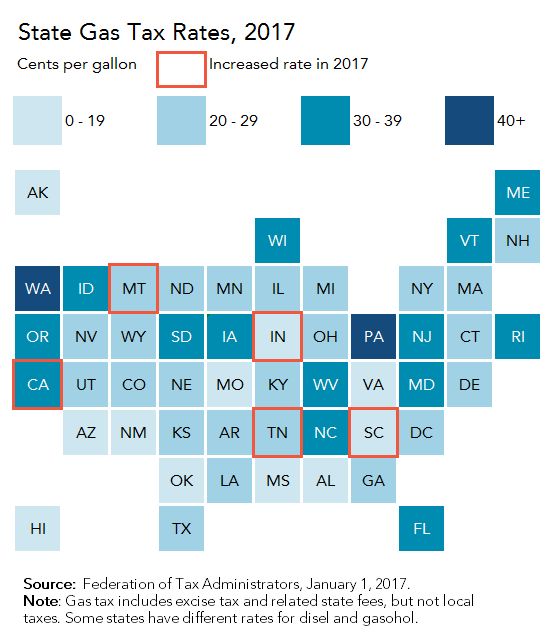 State Gas Tax Rates, 2017
Cents per gallon Increased rate in 2017
0 - 19 20 - 29 30 - 39 40+
AK ME
WI VT NH
WA ID MT ND MN IL MI NY MA
OR NV WY SD IA IN OH PA NJ CT RI
CA UT CO NE MO KY WV VA MD DE
AZ NM KS AR TN NC SC DC
OK LA MS AL GA
HI TX FL
Source: Federation of Tax Administrators, January 1, 2017.
Note: Gas tax includes excise tax and related state fees, but not local
taxes. Some states have different rates for disel and gasohol.